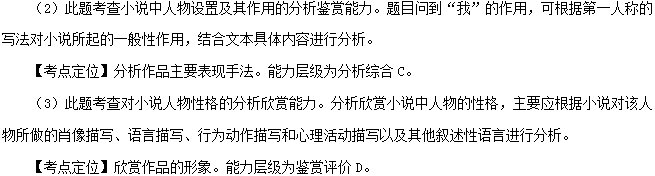 （2）此题考查小说中人物设置及其作用的分析鉴赏能力。题目问到“我”的作用，可根据第一人称的
写法对小说所起的一般性作用，结合文本具体内容进行分析。
【考点定位】分析作品主要表现手法。能力层级为分析综合 C。
（3）此题考查对小说人物性格的分析欣赏能力。分析欣赏小说中人物的性格，主要应根据小说对该人
物所做的肖像描写、语言描写、行为动作描写和心理活动描写以及其他叙述性语言进行分析。
【考点定位】欣赏作品的形象。能力层级为鉴赏评价 D。